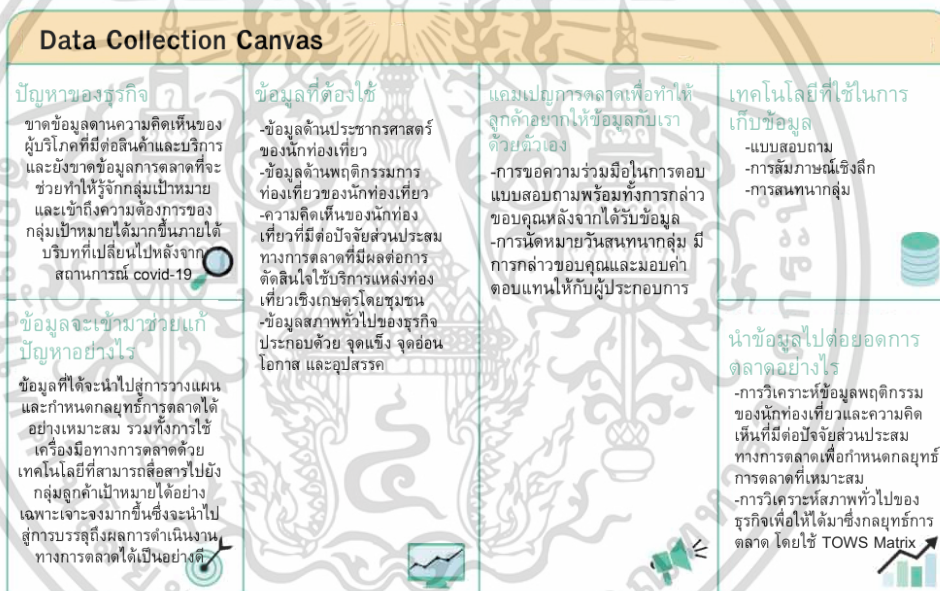 Data Collection Canvas
ปัญหาของธุรกิจ
ขาดข้อมูลด้านความคิดเห็นของ
ผู้บริโภคที่มีต่อสินค้าและบริการ
และยังขาดข้อมูลการตลาดที่จะ
ช่วยทำให้รู้จักกลุ่มเป้าหมาย
และเข้าถึงความต้องการของ
กลุ่มเป้าหมายได้มากขึ้นภายใต้
บริบทที่เปลี่ยนไปหลังจาก
สถานการณ์ covid-19
ข้อมูลจะเข้ามาช่วยแก้
ปัญหาอย่างไร
ข้อมูลที่ได้จะนำไปสู่การวางแผน
และกำหนดกลยุทธ์การตลาดได้
อย่างเหมาะสม รวมทั้งการใช้
เครื่องมือทางการตลาดด้วย
เทคโนโลยีที่สามารถสื่อสารไปยัง
กลุ่มลูกค้าเป้าหมายได้อย่าง
เฉพาะเจาะจงมากขึ้นซึ่งจะนำไป
สู่การบรรลุถึงผลการดำเนินงาน
ทางการตลาดได้เป็นอย่างดี
ข้อมูลที่ต้องใช้
-ข้อมูลด้านประชากรศาสตร์
ของนักท่องเที่ยว
-ข้อมูลด้านพฤติกรรมการ
ท่องเที่ยวของนักท่องเที่ยว
-ความคิดเห็นของนักท่อง
เที่ยวที่มีต่อปัจจัยส่วนประสม
ทางการตลาดที่มีผลต่อการ
ตัดสินใจใช้บริการแหล่งท่อง
เที่ยวเชิงเกษตรโดยชุมชน
-ข้อมูลสภาพทั่วไปของธุรกิจ
ประกอบด้วย จุดแข็ง จุดอ่อน
โอกาส และอุปสรรค
แคมเปญการตลาดเพื่อทำให้
ลูกค้าอยากให้ข้อมูลกับเรา
ด้วยตัวเอง
-การขอความร่วมมือในการตอบ
แบบสอบถามพร้อมทั้งการกล่าว
ขอบคุณหลังจากได้รับข้อมูล
-การนัดหมายวันสนทนากลุ่ม มี
การกล่าวขอบคุณและมอบค่า
ตอบแทนให้กับผู้ประกอบการ
เทคโนโลยีที่ใช้ในการ
เก็บข้อมูล
-แบบสอบถาม
-การสัมภาษณ์เชิงลึก
-การสนทนากลุ่ม
นำข้อมูลไปต่อยอดการ
ตลาดอย่างไร
-การวิเคราะห์ข้อมูลพฤติกรรม
ของนักท่องเที่ยวและความคิด
เห็นที่มีต่อปัจจัยส่วนประสม
ทางการตลาดเพื่อกำหนดกลยุทธ์
การตลาดที่เหมาะสม
-การวิเคราะห์สภาพทั่วไปของ
ธุรกิจเพื่อให้ได้มาซึ่งกลยุทธ์การ
ตลาด โดยใช้ TOWS Matrix